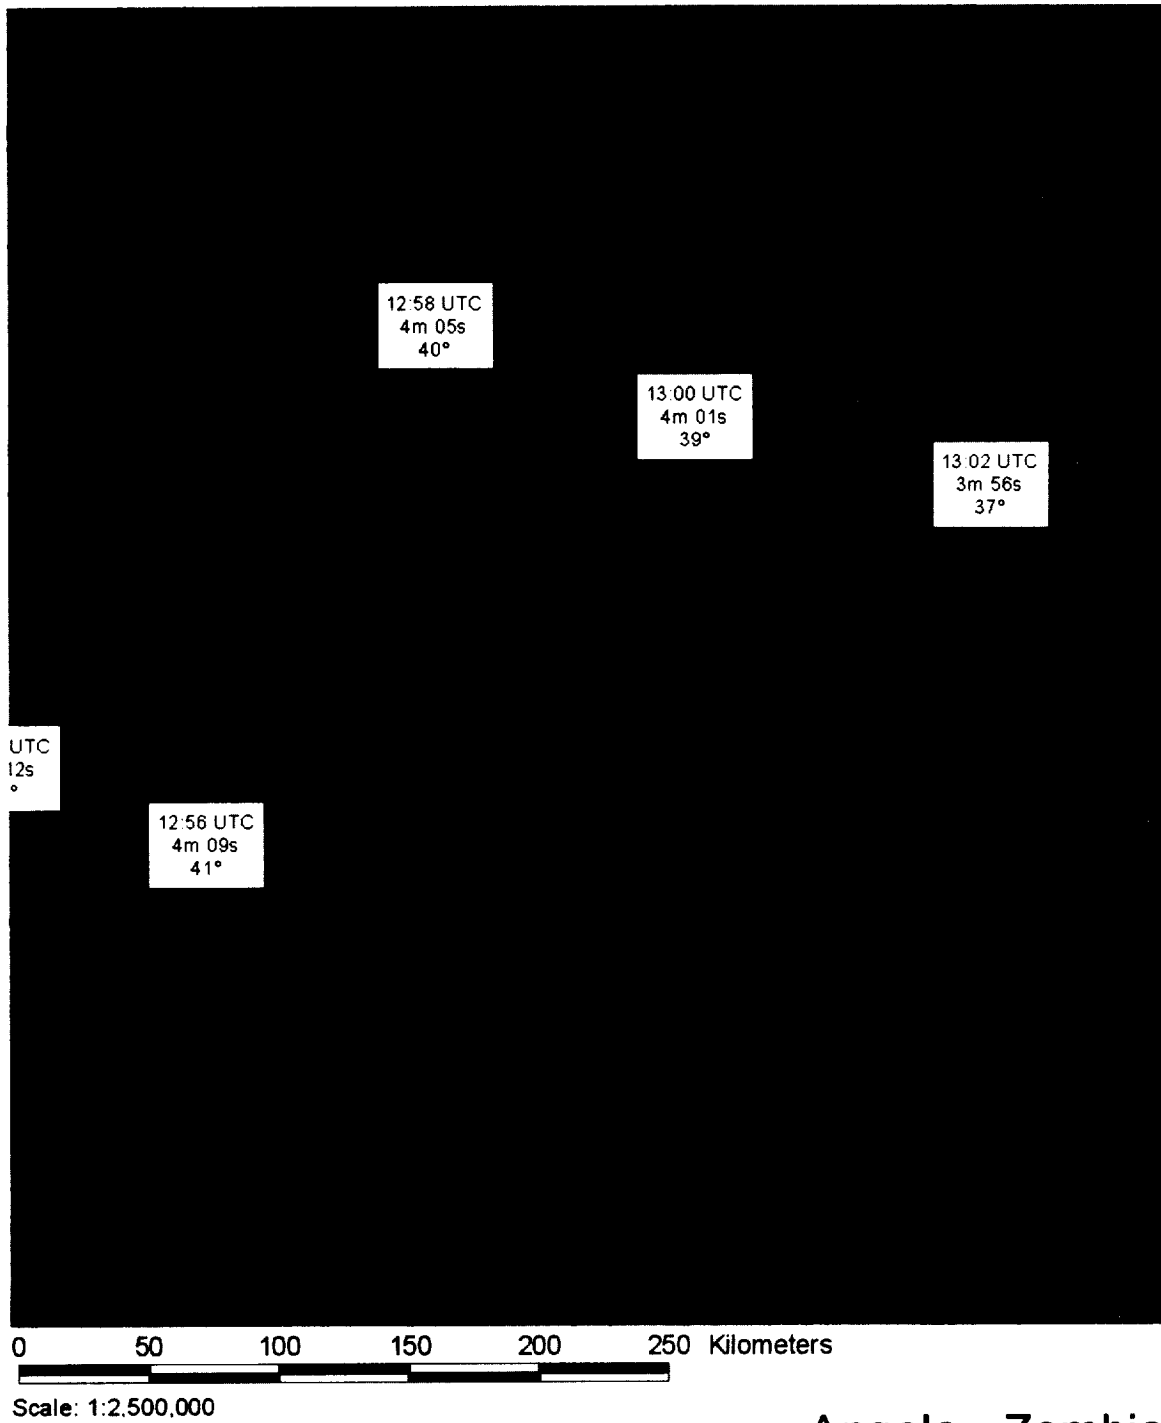 12:58 UTC
4m 05s
40°
13:00 UTC
4m 01s
39°
13:02 UTC
3m 56s
37°
UTC
12s
°
12:56 UTC
4m 09s
41°
0 50 100 150 200 250 Kilometers
Scale: 1:2,500,000